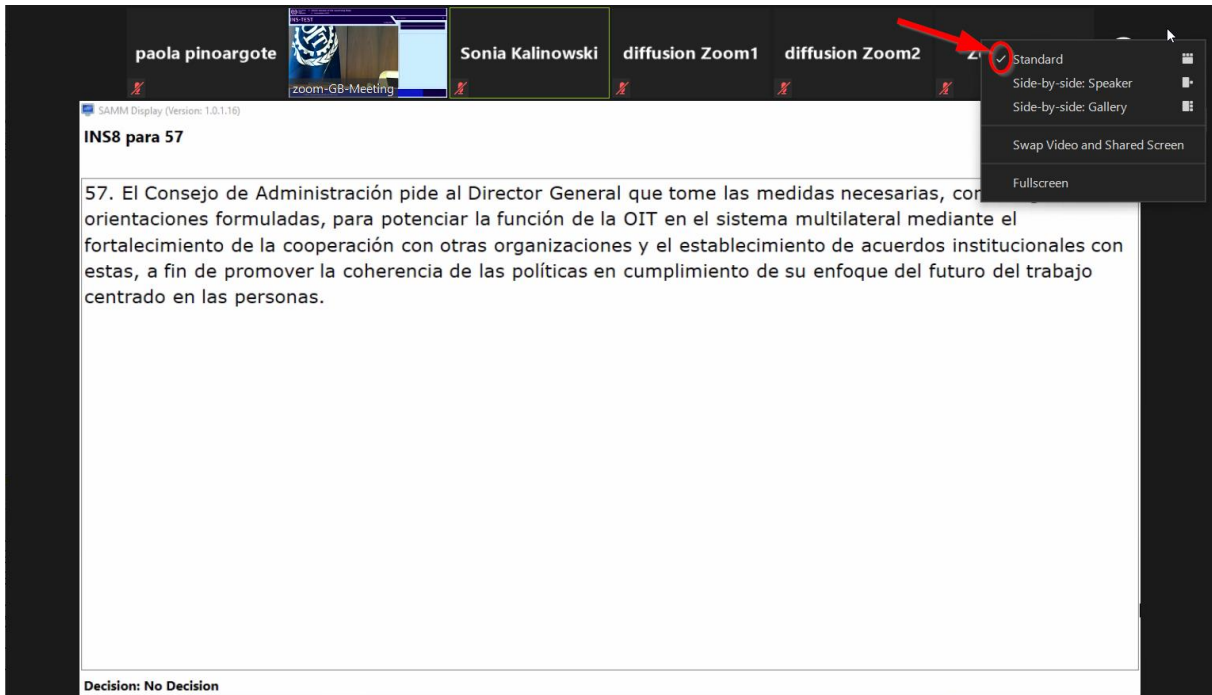 INS-TEST
paola pinoargote
zoom-GB-Meeting
Sonia Kalinowski
diffusion Zoom1
diffusion Zoom2
Standard
Side-by-side: Speaker
Side-by-side: Gallery
Swap Video and Shared Screen
Fullscreen
SAMM Display (Version: 1.0.1.16)
INS8 para 57
57. El Consejo de Administración pide al Director General que tome las medidas necesarias,
orientaciones formuladas, para potenciar la función de la OIT en el sistema multilateral mediante el
fortalecimiento de la cooperación con otras organizaciones y el establecimiento de acuerdos institucionales con
estas, a fin de promover la coherencia de las políticas en cumplimiento de su enfoque del futuro del trabajo
centrado en las personas.
Decision: No Decision